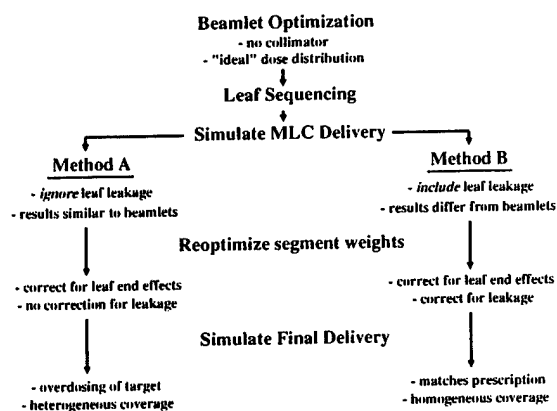 Beamlet Optimization
- no collimator
- "ideal" dose distribution
Leaf Sequencing
Simulate MLC Delivery
Method A
- ignore leaf leakage
- results similar to beamlets
Method B
- include leaf leakage
- results differ from beamlets
Reoptimize segment weights
- correct for leaf end effects
- no correction for leakage
- correct for leaf end effects
- correct for leakage
Simulate Final Delivery
- overdosing of target
- heterogeneous coverage
- matches prescription
- homogeneous coverage